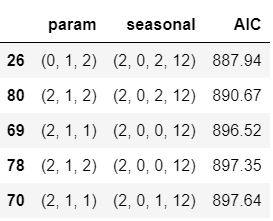 param seasonal AIC
26 (0, 1, 2) (2, 0, 2, 12) 887.94
80 (2, 1, 2) (2, 0, 2, 12) 890.67
69 (2, 1, 1) (2, 0, 0, 12) 896.52
78 (2, 1, 2) (2, 0, 0, 12) 897.35
70 (2, 1, 1) (2, 0, 1, 12) 897.64